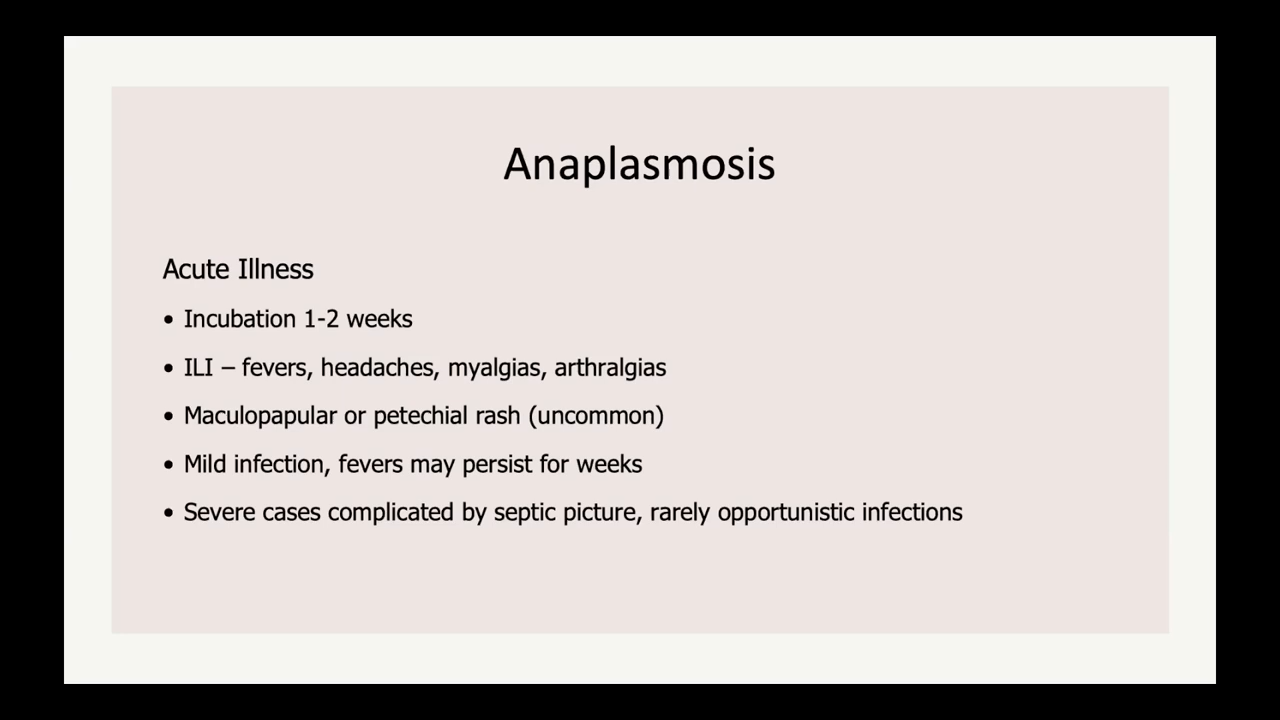 Anaplasmosis
Acute Illness
• Incubation 1-2 weeks
• ILI – fevers, headaches, myalgias, arthralgias
• Maculopapular or petechial rash (uncommon)
• Mild infection, fevers may persist for weeks
• Severe cases complicated by septic picture, rarely opportunistic infections